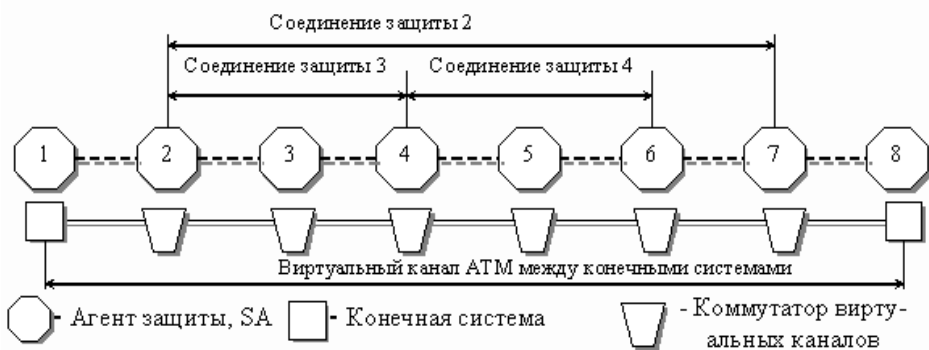 Соединение защиты 2
Соединение защиты 3 Соединение защиты 4
1 2 3 4 5 6 7 8
Виртуальный канал АТМ между конечными системами
- Агент защиты, SA - Конечная система - Коммутатор вирту-
альных каналов